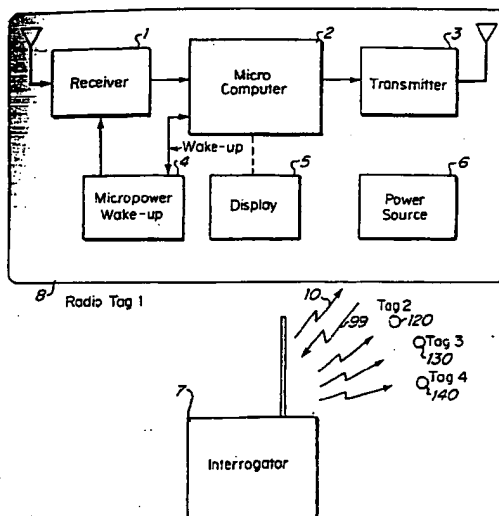 1
2
3
Receiver
Micro
Computer
Transmitter
Wake-up
4
5
6
Micropower
Wake-up
Display
Power
Source
8
Radio Tag 1
10
99
Tag 2
120
Tag 3
130
Tag 4
140
7
Interrogator